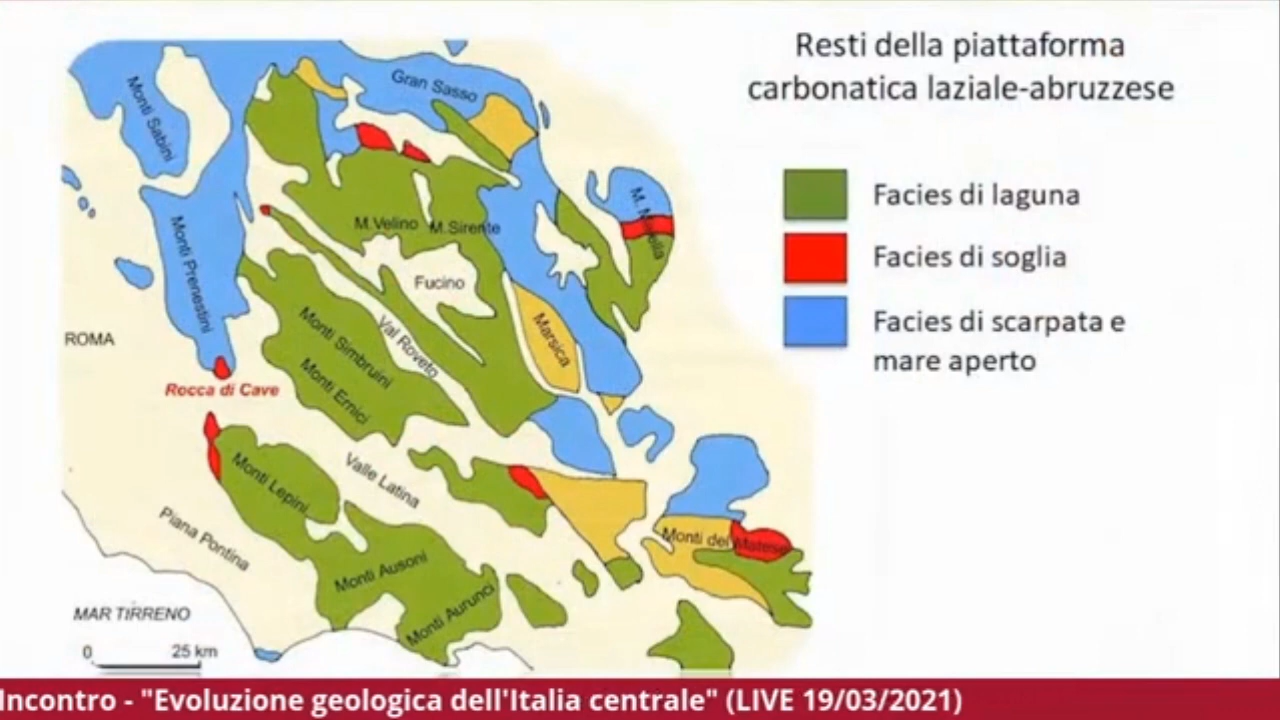 Resti della piattaforma
carbonatica laziale-abruzzese
Facies di laguna
Facies di soglia
Facies di scarpata e
mare aperto
Gran Sasso
Monti Sabini
M. Velino
M. Sirente
Monti Prenestini
Fucino
ROMA
Monti Simbruini
Val Roveto
Marsica
Rocca di Cave
Monti Ernici
Monti Lepini
Valle Latina
Piana Pontina
Monti del Matese
Monti Ausoni
Monti Aurunci
MAR TIRRENO
0 25 km
Incontro - "Evoluzione geologica dell'Italia centrale" (LIVE 19/03/2021)